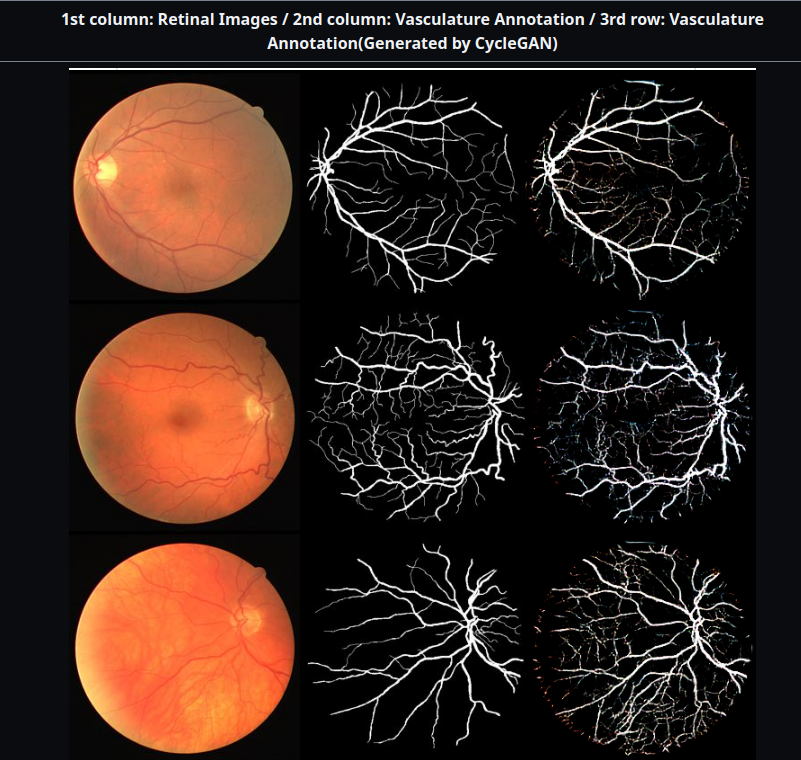 1st column: Retinal Images / 2nd column: Vasculature Annotation / 3rd row: Vasculature
Annotation(Generated by CycleGAN)